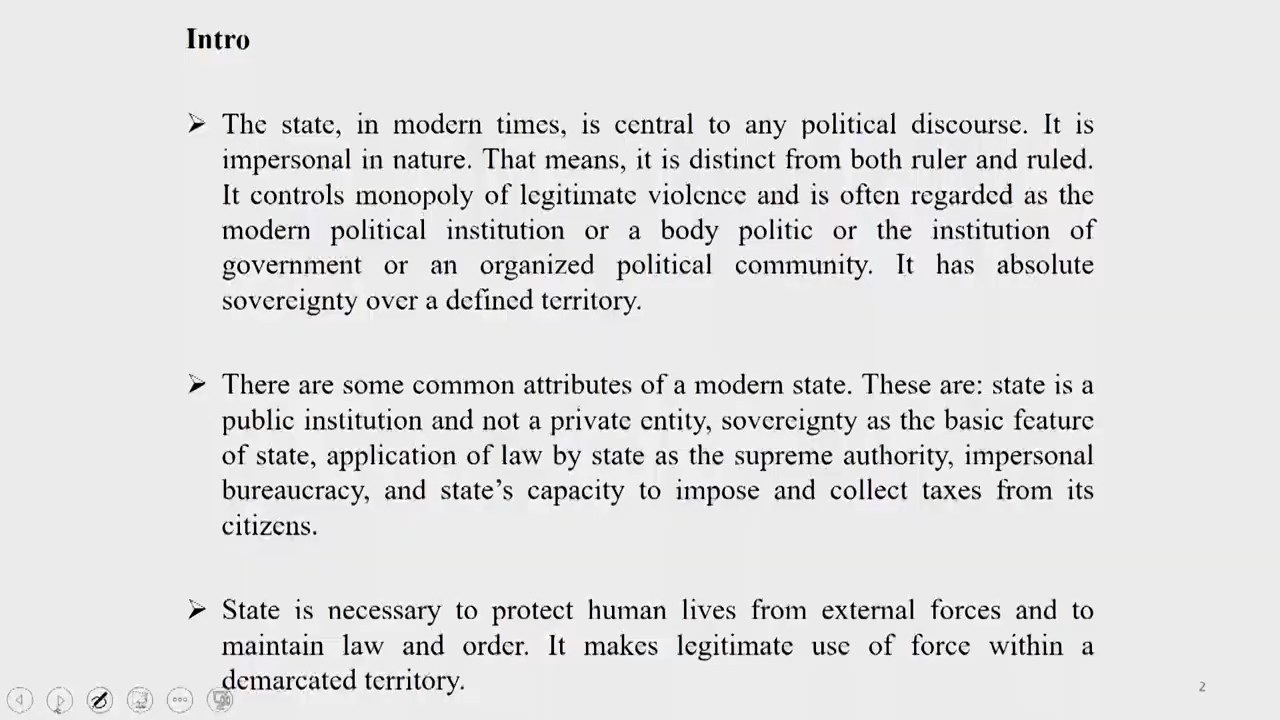 Intro
➤ The state, in modern times, is central to any political discourse. It is
impersonal in nature. That means, it is distinct from both ruler and ruled.
It controls monopoly of legitimate violence and is often regarded as the
modern political institution or a body politic or the institution of
government or an organized political community. It has absolute
sovereignty over a defined territory.
➤ There are some common attributes of a modern state. These are: state is a
public institution and not a private entity, sovereignty as the basic feature
of state, application of law by state as the supreme authority, impersonal
bureaucracy, and state’s capacity to impose and collect taxes from its
citizens.
➤ State is necessary to protect human lives from external forces and to
maintain law and order. It makes legitimate use of force within a
demarcated territory.
2